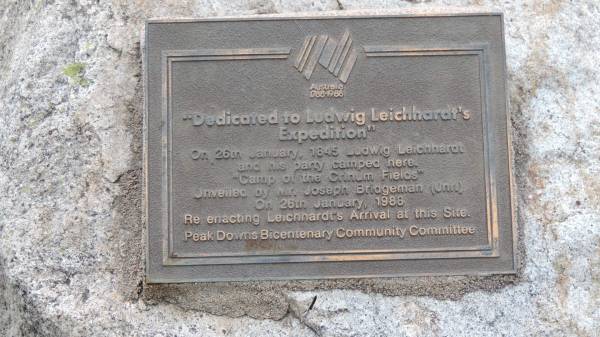 Australia
1788-1988
"Dedicated to Ludwig Leichhardt's
Expedition"
On 26th January, 1845 Ludwig Leichhardt
and his party camped here.
"Camp of the Crinum Fields"
Unveiled by Mr. Joseph Bridgeman (Unn)
On 26th January, 1988
Re enacting Leichhardt's Arrival at this Site.
Peak Downs Bicentenary Community Committee